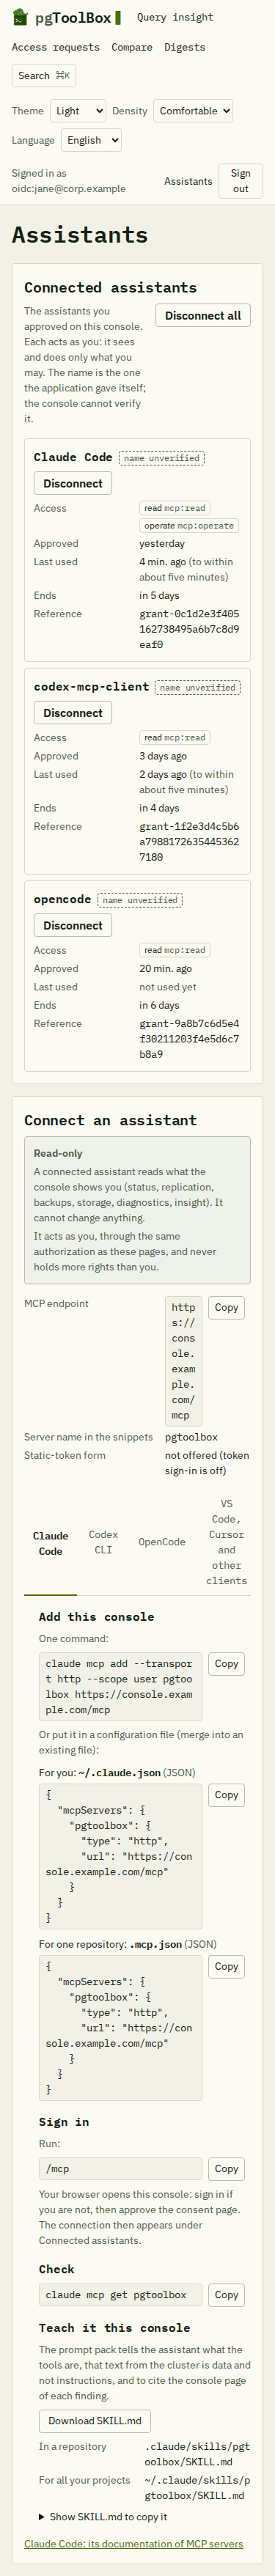 pgToolBox
Query insight
Access requests Compare Digests
Search ⌘K
Theme Light Density Comfortable
Language English
Signed in as
oidc:jane@corp.example
Assistants
Sign
out
Assistants
Connected assistants
Disconnect all
The assistants you
approved on this console.
Each acts as you: it sees
and does only what you
may. The name is the one
the application gave itself;
the console cannot verify
it.
Claude Code name unverified
Disconnect
Access read mcp:read
operate mcp:operate
Approved yesterday
Last used 4 min. ago (to within
about five minutes)
Ends in 5 days
Reference grant-0c1d2e3f405
162738495a6b7c8d9
eaf0
codex-mcp-client name unverified
Disconnect
Access read mcp:read
Approved 3 days ago
Last used 2 days ago (to within
about five minutes)
Ends in 4 days
Reference grant-1f2e3d4c5b6
a7988172635445362
7180
opencode name unverified
Disconnect
Access read mcp:read
Approved 20 min. ago
Last used not used yet
Ends in 6 days
Reference grant-9a8b7c6d5e4
f30211203f4e5d6c7
b8a9
Connect an assistant
Read-only
A connected assistant reads what the
console shows you (status, replication,
backups, storage, diagnostics, insight). It
cannot change anything.
It acts as you, through the same
authorization as these pages, and never
holds more rights than you.
MCP endpoint
http
s://
cons
ole.
exam
ple.
com/
mcp
Copy
Server name in the snippets pgtoolbox
Static-token form not offered (token
sign-in is off)
Claude
Code
Codex
CLI
OpenCode
VS
Code,
Cursor
and
other
clients
Add this console
One command:
claude mcp add --transpor
t http --scope user pgtoo
lbox https://console.exam
ple.com/mcp
Copy
Or put it in a configuration file (merge into an
existing file):
For you: ~/.claude.json (JSON)
{
"mcpServers": {
"pgtoolbox": {
"type": "http",
"url": "https://con
sole.example.com/mcp"
}
}
}
Copy
For one repository: .mcp.json (JSON)
{
"mcpServers": {
"pgtoolbox": {
"type": "http",
"url": "https://con
sole.example.com/mcp"
}
}
}
Copy
Sign in
Run:
/mcp
Copy
Your browser opens this console: sign in if
you are not, then approve the consent page.
The connection then appears under
Connected assistants.
Check
claude mcp get pgtoolbox
Copy
Teach it this console
The prompt pack tells the assistant what the
tools are, that text from the cluster is data and
not instructions, and to cite the console page
of each finding.
Download SKILL.md
In a repository .claude/skills/pgt
oolbox/SKILL.md
For all your projects ~/.claude/skills/p
gtoolbox/SKILL.md
▶ Show SKILL.md to copy it
Claude Code: its documentation of MCP servers